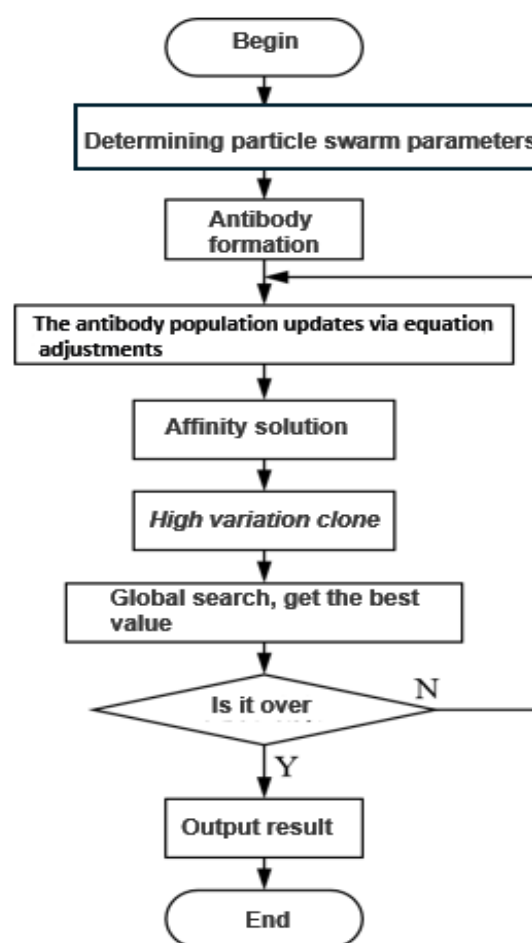 Begin
Determining particle swarm parameters
Antibody
formation
The antibody population updates via equation
adjustments
Affinity solution
High variation clone
Global search, get the best
value
Is it over
N
Y
Output result
End